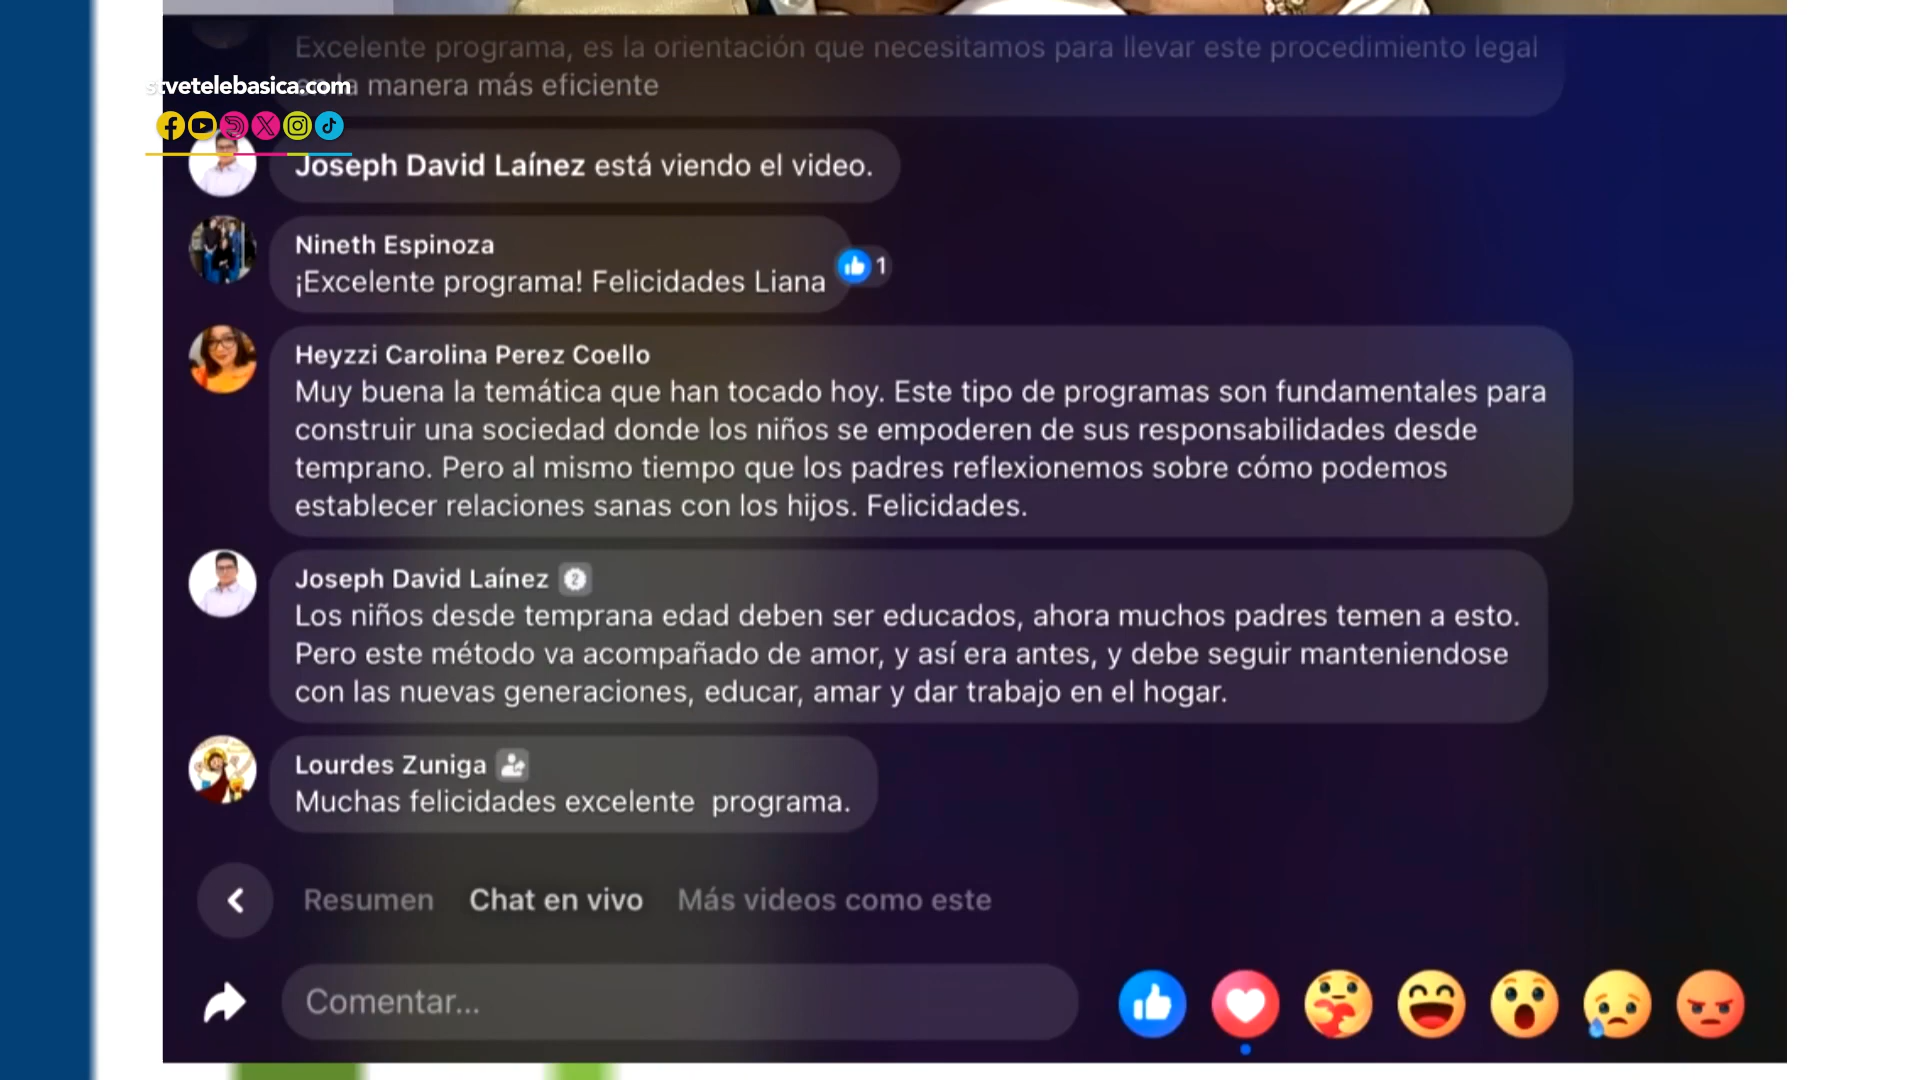 Excelente programa, es la orientación que necesitamos para llevar este procedimiento legal
la manera más eficiente
stvetelebasica.com
Joseph David Laínez está viendo el video.
Nineth Espinoza
¡Excelente programa! Felicidades Liana
1
Heyzzi Carolina Perez Coello
Muy buena la temática que han tocado hoy. Este tipo de programas son fundamentales para
construir una sociedad donde los niños se empoderen de sus responsabilidades desde
temprano. Pero al mismo tiempo que los padres reflexionemos sobre cómo podemos
establecer relaciones sanas con los hijos. Felicidades.
Joseph David Laínez
Los niños desde temprana edad deben ser educados, ahora muchos padres temen a esto.
Pero este método va acompañado de amor, y así era antes, y debe seguir manteniendose
con las nuevas generaciones, educar, amar y dar trabajo en el hogar.
Lourdes Zuniga
Muchas felicidades excelente programa.
Resumen Chat en vivo Más videos como este
Comentar...